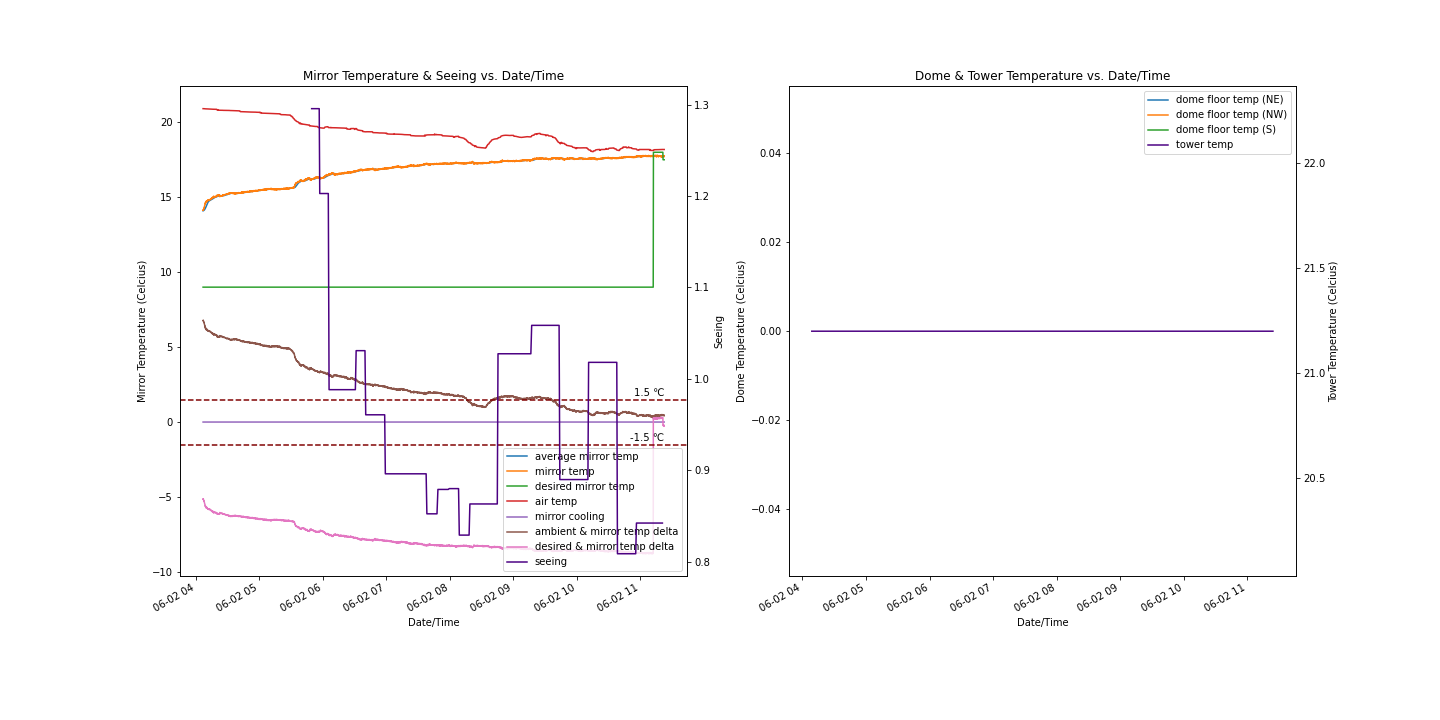 Mirror Temperature & Seeing vs. Date/Time
Mirror Temperature (Celcius)
20
15
10
5
0
−5
−10
1.3
1.2
1.1
1.0
0.9
0.8
Seeing
1.5 °C
-1.5 °C
average mirror temp
mirror temp
desired mirror temp
air temp
mirror cooling
ambient & mirror temp delta
desired & mirror temp delta
seeing
06-02 04
06-02 05
06-02 06
06-02 07
06-02 08
06-02 09
06-02 10
06-02 11
Date/Time
Dome & Tower Temperature vs. Date/Time
Dome Temperature (Celcius)
0.04
0.02
0.00
−0.02
−0.04
dome floor temp (NE)
dome floor temp (NW)
dome floor temp (S)
tower temp
22.0
21.5
21.0
20.5
Tower Temperature (Celcius)
06-02 04
06-02 05
06-02 06
06-02 07
06-02 08
06-02 09
06-02 10
06-02 11
Date/Time